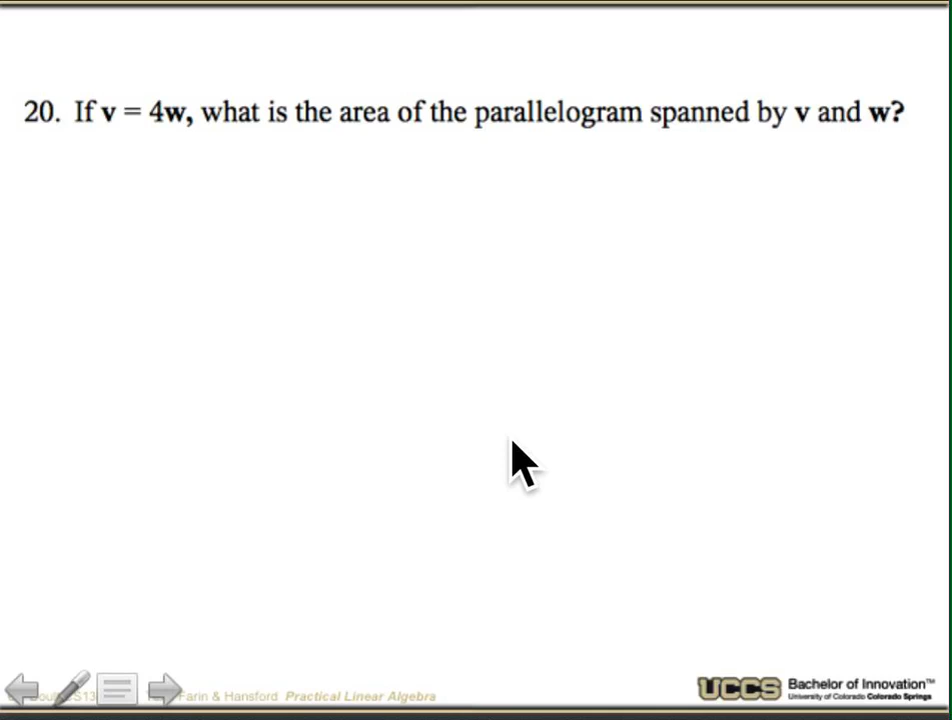 20. If v = 4w, what is the area of the parallelogram spanned by v and w?
Farin & Hansford Practical Linear Algebra
UCCS Bachelor of Innovation™
University of Colorado Colorado Springs